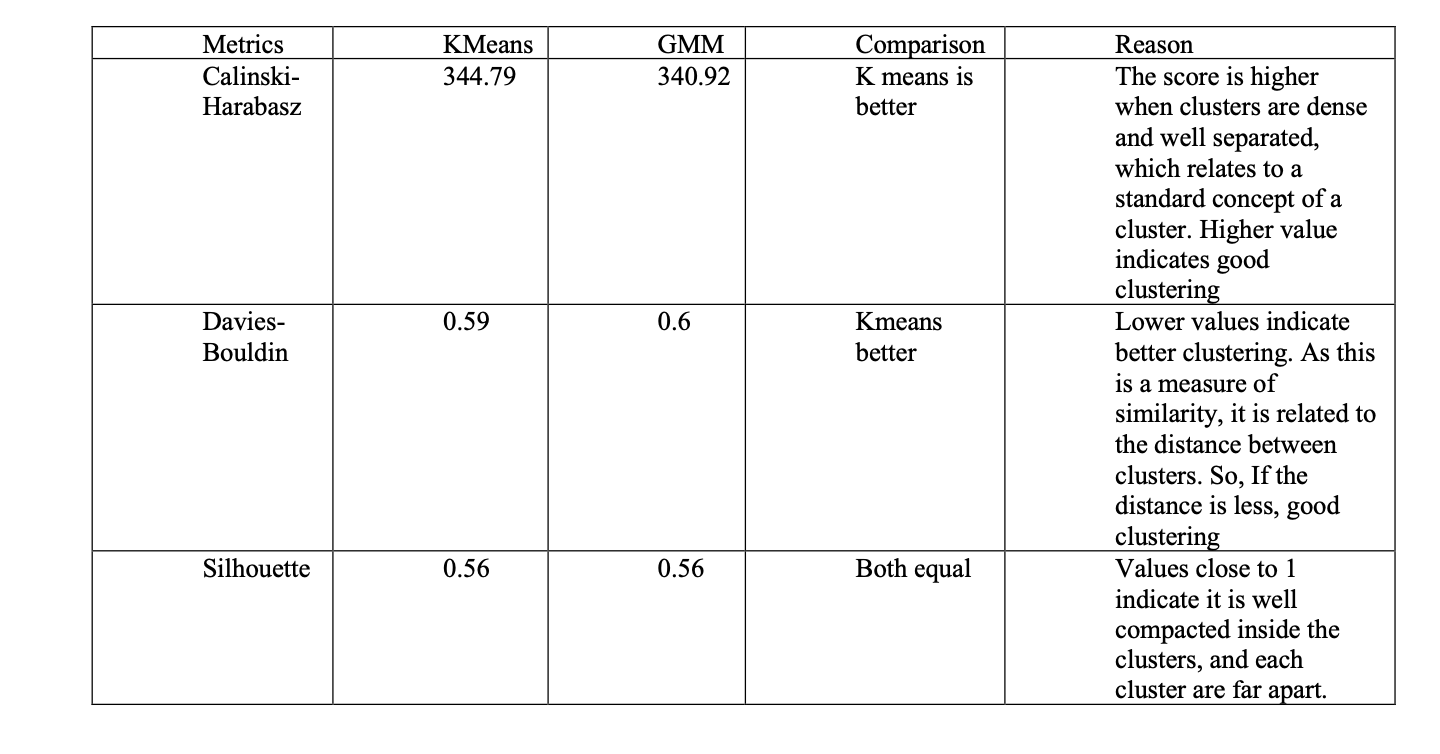 Metrics KMeans GMM Comparison Reason
Calinski- 344.79 340.92 K means is The score is higher
Harabasz better when clusters are dense
and well separated,
which relates to a
standard concept of a
cluster. Higher value
indicates good
clustering
Davies- 0.59 0.6 Kmeans Lower values indicate
Bouldin better better clustering. As this
is a measure of
similarity, it is related to
the distance between
clusters. So, If the
distance is less, good
clustering
Silhouette 0.56 0.56 Both equal Values close to 1
indicate it is well
compacted inside the
clusters, and each
cluster are far apart.